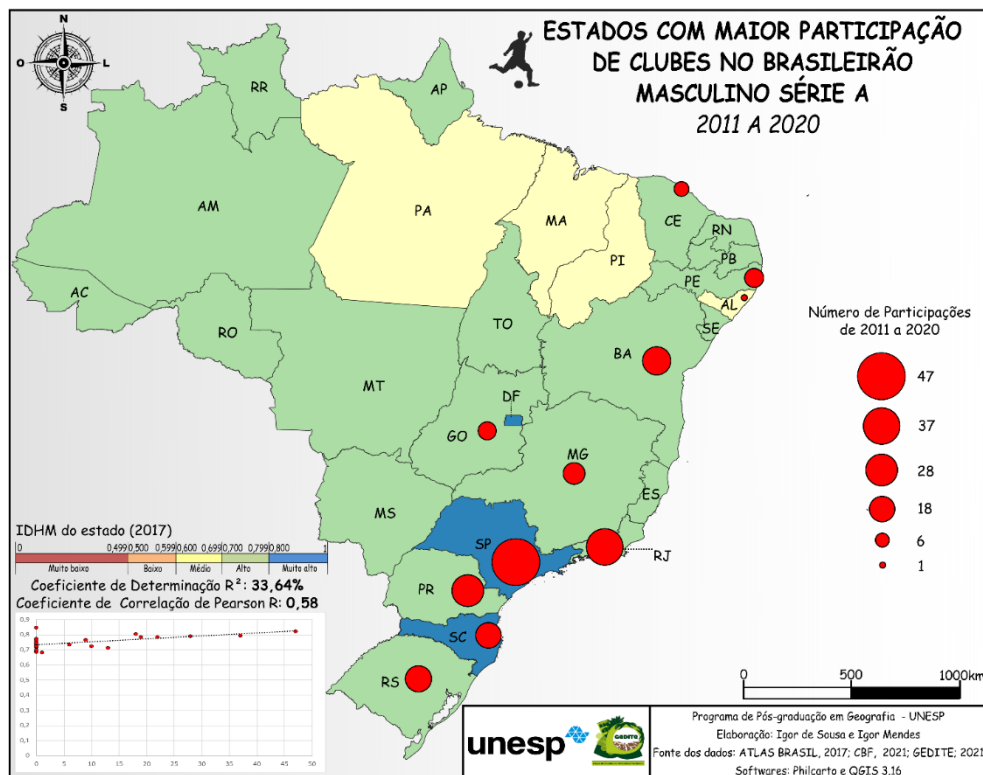 ESTADOS COM MAIOR PARTICIPAÇÃO
DE CLUBES NO BRASILEIRÃO
MASCULINO SÉRIE A
2011 A 2020
N
O
L
S
RR
AP
AM
PA
MA
CE
RN
PB
PI
PE
AL
SE
AC
RO
TO
BA
MT
DF
GO
MG
ES
MS
SP
RJ
PR
SC
RS
Número de Participações
de 2011 a 2020
47
37
28
18
6
1
IDHM do estado (2017)
0 0,499 0,500 0,599 0,600 0,699 0,700 0,799 0,800 1
Muito baixo Baixo Médio Alto Muito alto
Coeficiente de Determinação R²: 33,64%
Coeficiente de Correlação de Pearson R: 0,58
0,9
0,8
0,7
0,6
0,5
0,4
0,3
0,2
0,1
0
0 5 10 15 20 25 30 35 40 45 50
0 500 1000km
unesp
GEDITE
Programa de Pós-graduação em Geografia - UNESP
Elaboração: Igor de Sousa e Igor Mendes
Fonte dos dados: ATLAS BRASIL, 2017; CBF, 2021; GEDITE; 2021
Softwares: Philcarto e QGIS 3.16